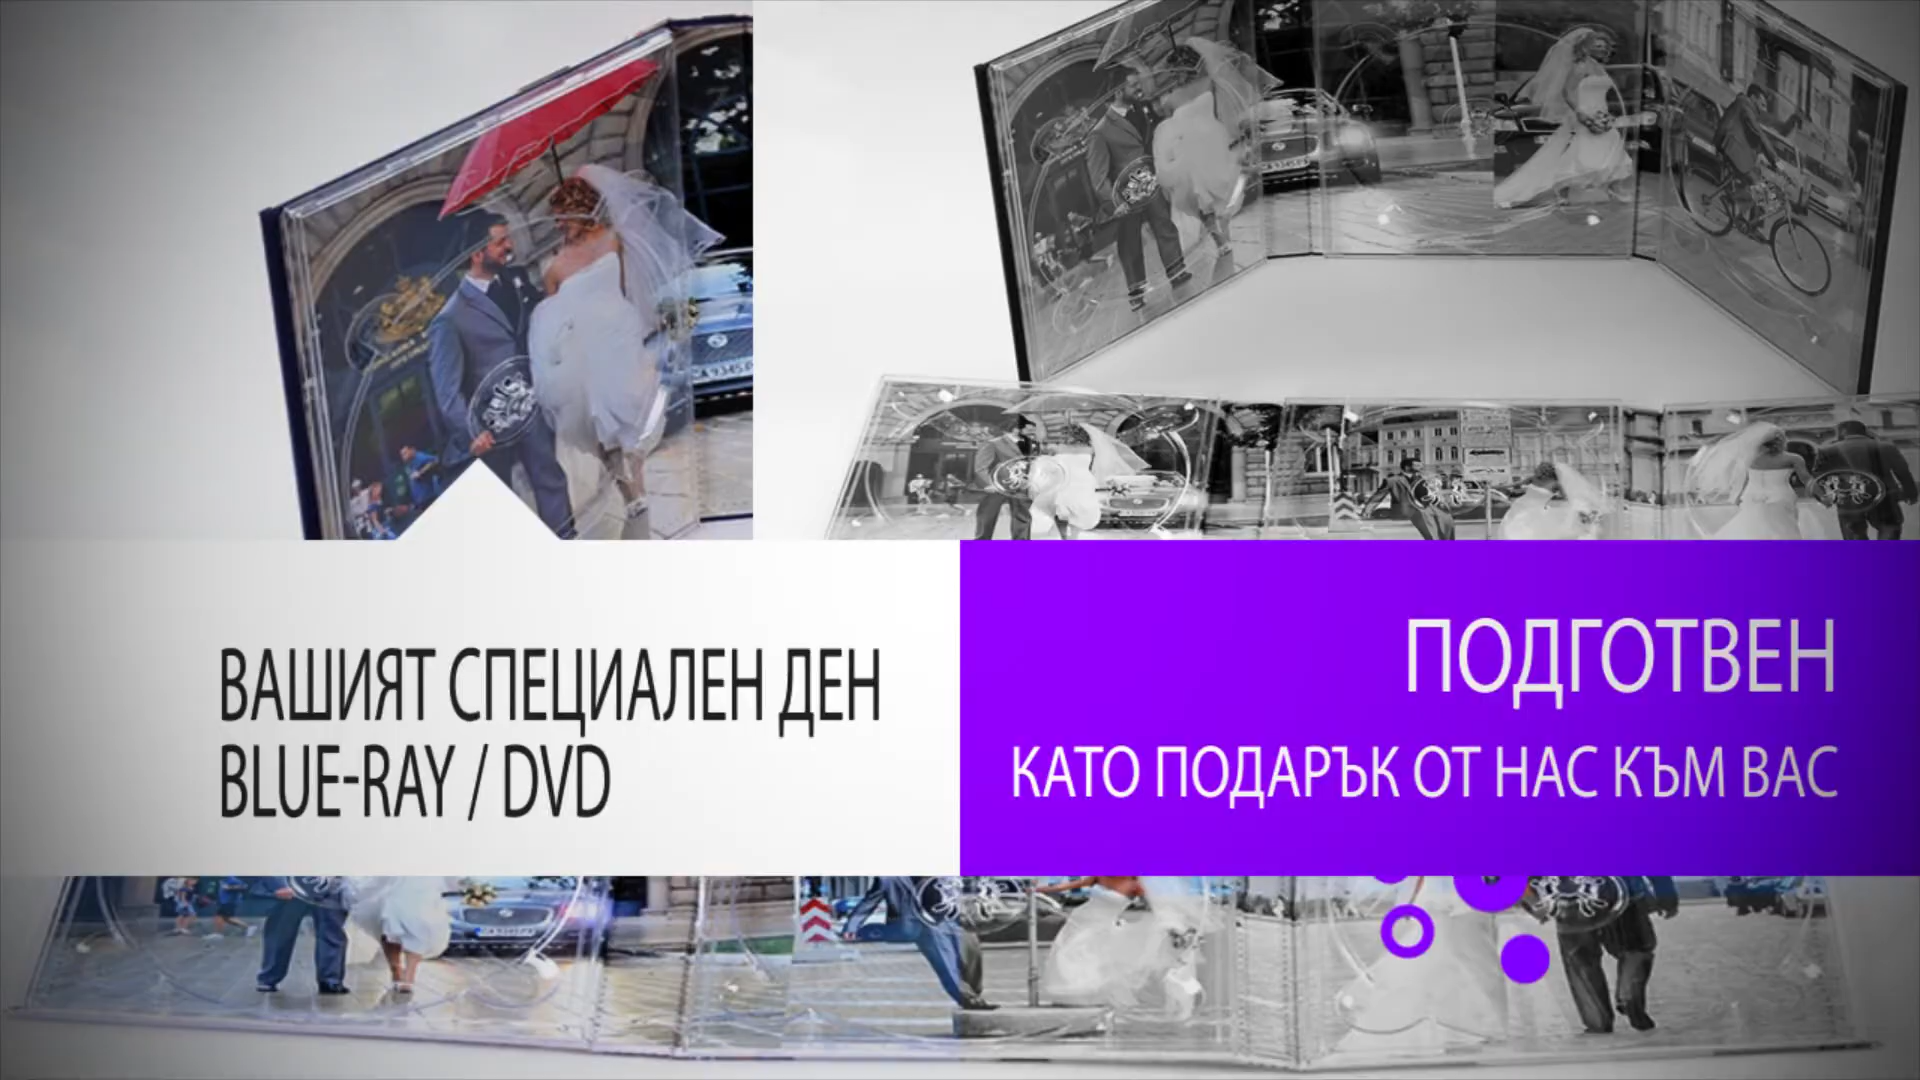 ВАШИЯТ СПЕЦИАЛЕН ДЕН
BLUE-RAY / DVD
ПОДГОТВЕН
КАТО ПОДАРЪК ОТ НАС КЪМ ВАС